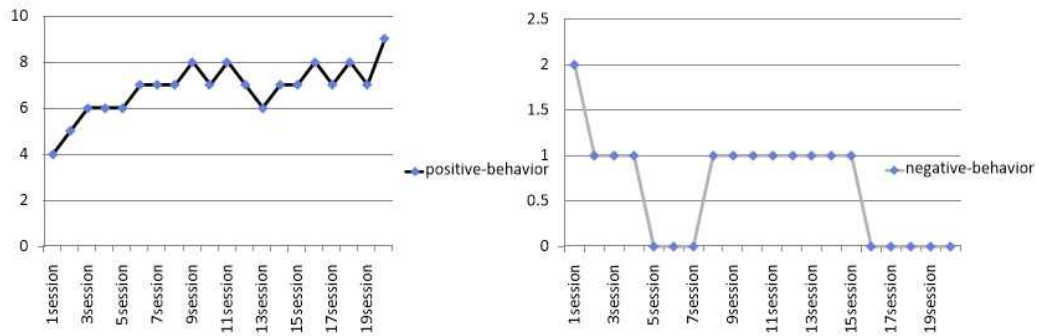 10
8
6
4
2
0
positive-behavior
1session
3session
5session
7session
9session
11session
13session
15session
17session
19session
2.5
2
1.5
1
0.5
0
negative-behavior
1session
3session
5session
7session
9session
11session
13session
15session
17session
19session